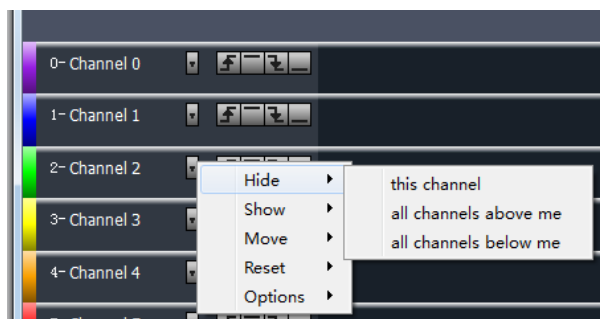 0- Channel 0
1- Channel 1
2- Channel 2
Hide
this channel
3- Channel 3
Show
all channels above me
Move
all channels below me
4- Channel 4
Reset
Options